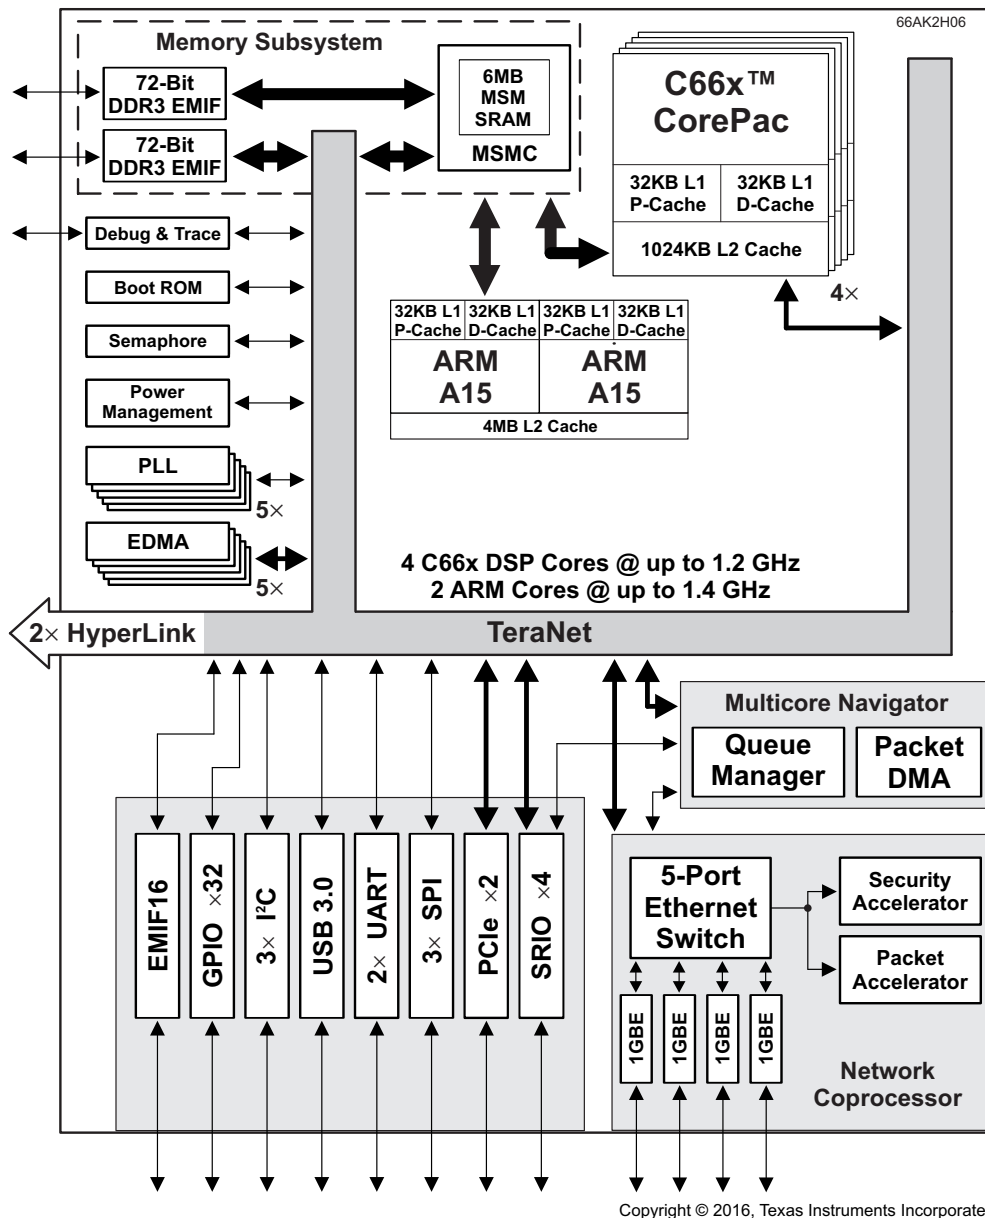 66AK2H06
Memory Subsystem
72-Bit
DDR3 EMIF
72-Bit
DDR3 EMIF
6MB
MSM
SRAM
MSMC
C66x™
CorePac
32KB L1
P-Cache
32KB L1
D-Cache
1024KB L2 Cache
4×
Debug & Trace
Boot ROM
Semaphore
Power
Management
PLL
5×
EDMA
5×
32KB L1
P-Cache
32KB L1
D-Cache
32KB L1
P-Cache
32KB L1
D-Cache
ARM
A15
ARM
A15
4MB L2 Cache
4 C66x DSP Cores @ up to 1.2 GHz
2 ARM Cores @ up to 1.4 GHz
2× HyperLink
TeraNet
Multicore Navigator
Queue
Manager
Packet
DMA
EMIF16
GPIO ×32
3× I²C
USB 3.0
2× UART
3× SPI
PCIe ×2
SRIO ×4
5-Port
Ethernet
Switch
Security
Accelerator
Packet
Accelerator
1GBE
1GBE
1GBE
1GBE
Network
Coprocessor
Copyright © 2016, Texas Instruments Incorporate